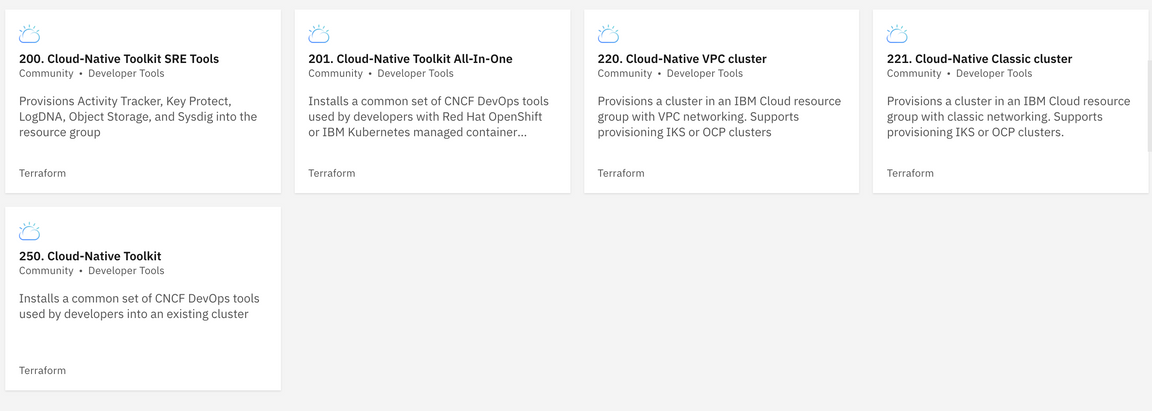 200. Cloud-Native Toolkit SRE Tools
Community • Developer Tools
Provisions Activity Tracker, Key Protect,
LogDNA, Object Storage, and Sysdig into the
resource group
Terraform
201. Cloud-Native Toolkit All-In-One
Community • Developer Tools
Installs a common set of CNCF DevOps tools
used by developers with Red Hat OpenShift
or IBM Kubernetes managed container...
Terraform
220. Cloud-Native VPC cluster
Community • Developer Tools
Provisions a cluster in an IBM Cloud resource
group with VPC networking. Supports
provisioning IKS or OCP clusters
Terraform
221. Cloud-Native Classic cluster
Community • Developer Tools
Provisions a cluster in an IBM Cloud resource
group with classic networking. Supports
provisioning IKS or OCP clusters.
Terraform
250. Cloud-Native Toolkit
Community • Developer Tools
Installs a common set of CNCF DevOps tools
used by developers into an existing cluster
Terraform